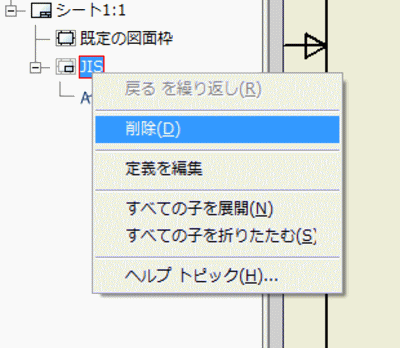 シート1:1
既定の図面枠
JIS
A
戻る を繰り返し(R)
削除(D)
定義を編集
すべての子を展開(N)
すべての子を折りたたむ(S)
ヘルプ トピック(H)...